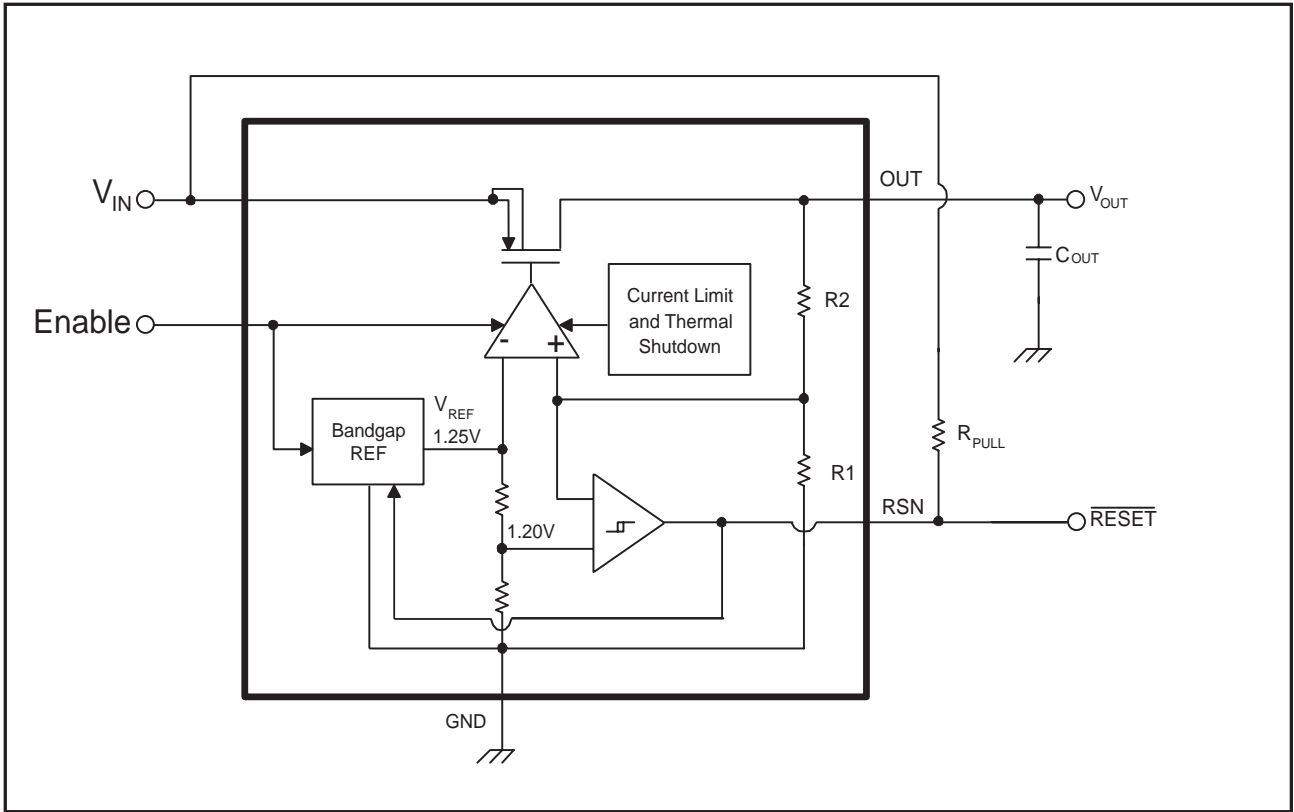 OUT
V_IN
V_OUT
C_OUT
Current Limit
and Thermal
Shutdown
R2
Enable
-
+
V_REF
1.25V
Bandgap
REF
R_PULL
R1
RSN
1.20V
R̅E̅S̅E̅T̅
GND